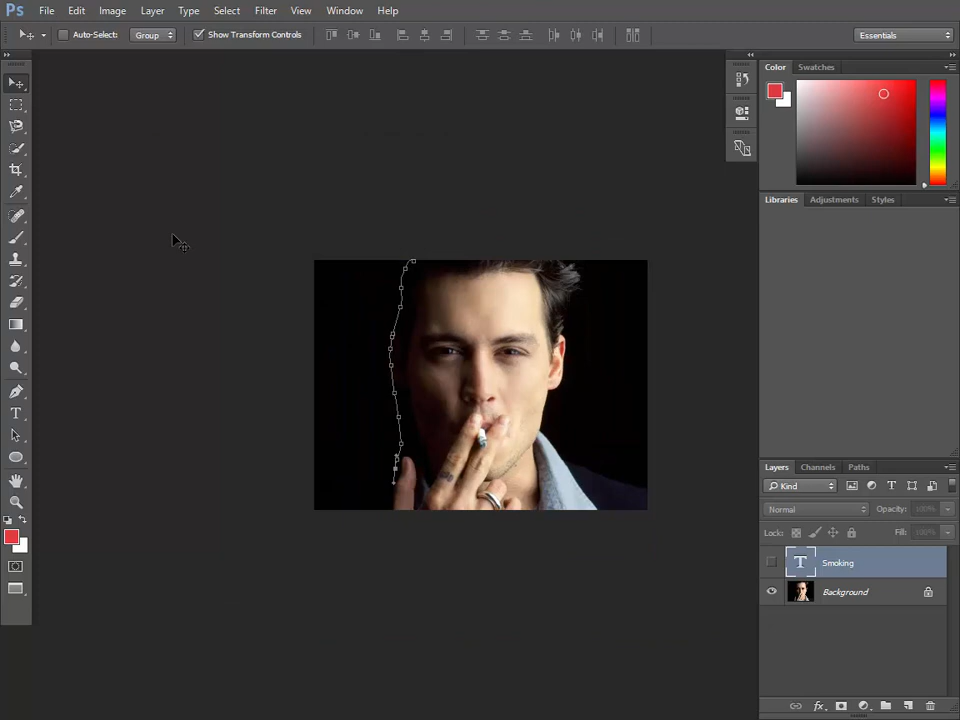 Ps File Edit Image Layer Type Select Filter View Window Help
Auto-Select: Group Show Transform Controls Essentials
Color Swatches
Libraries Adjustments Styles
Layers Channels Paths
Kind
Normal Opacity: 100%
Lock: Fill: 100%
T Smoking
Background